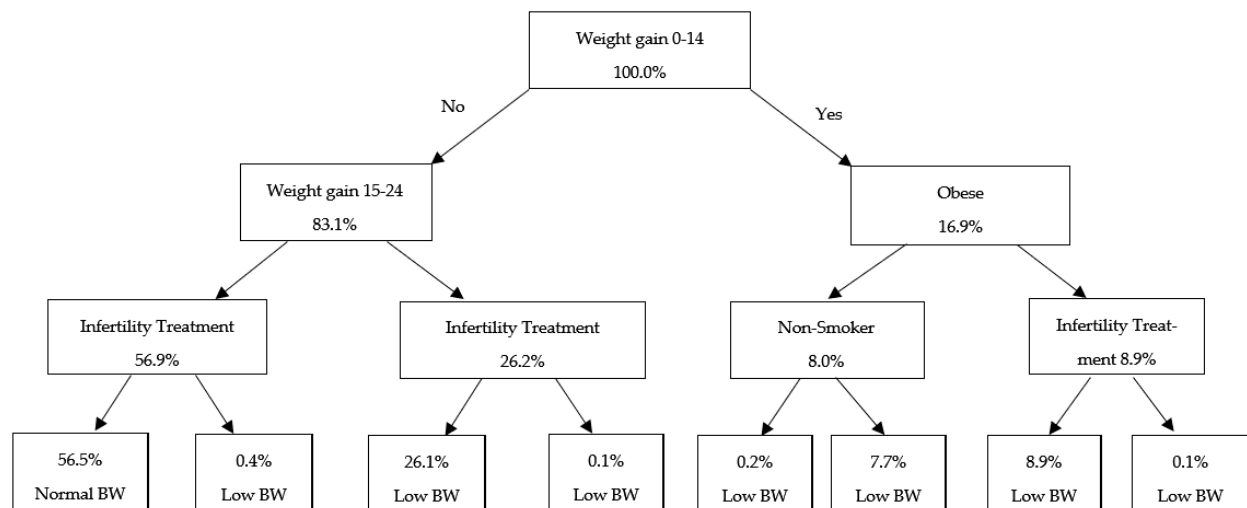 Weight gain 0-14
100.0%
No
Yes
Weight gain 15-24
83.1%
Obese
16.9%
Infertility Treatment
56.9%
Infertility Treatment
26.2%
Non-Smoker
8.0%
Infertility Treat-
ment 8.9%
56.5%
Normal BW
0.4%
Low BW
26.1%
Low BW
0.1%
Low BW
0.2%
Low BW
7.7%
Low BW
8.9%
Low BW
0.1%
Low BW